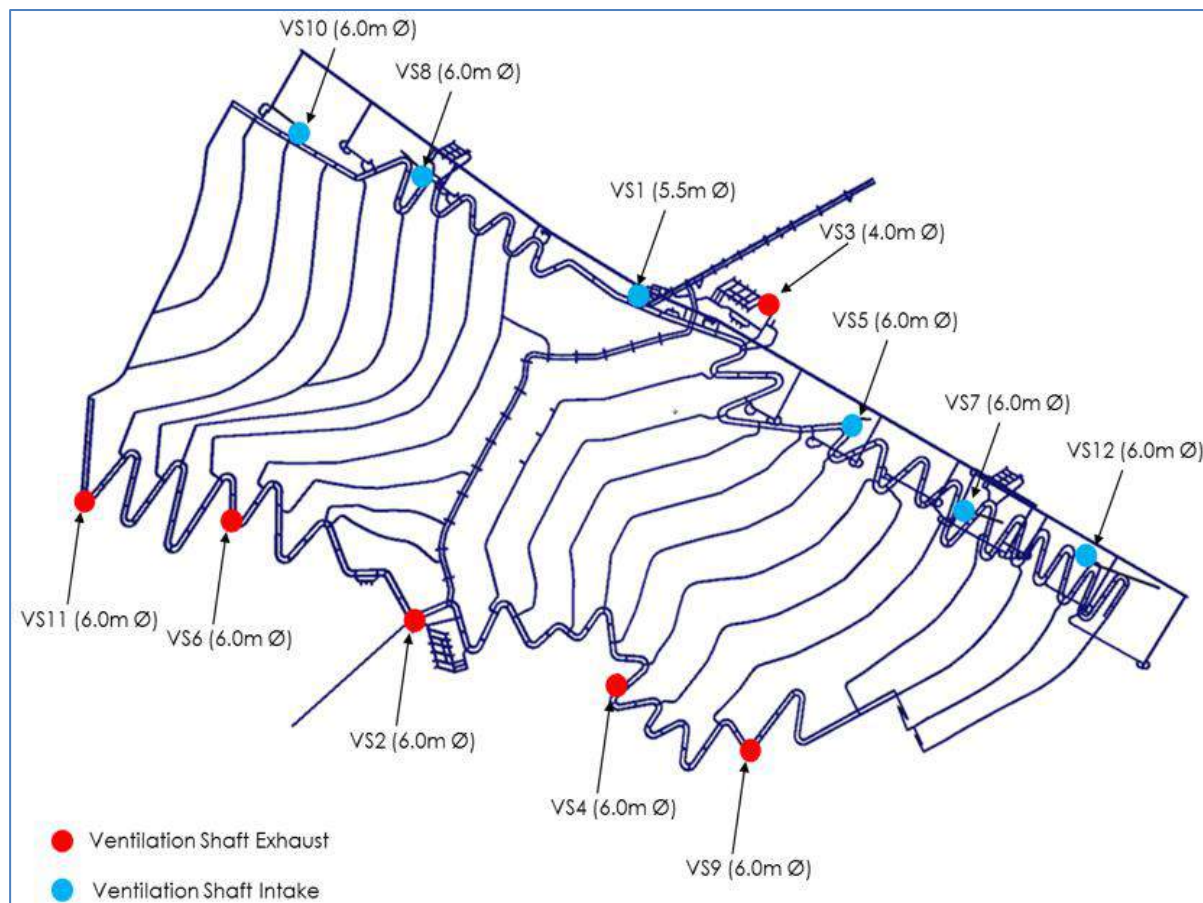 VS10 (6.0m Ø)
VS8 (6.0m Ø)
VS1 (5.5m Ø)
VS3 (4.0m Ø)
VS5 (6.0m Ø)
VS7 (6.0m Ø)
VS12 (6.0m Ø)
VS11 (6.0m Ø)
VS6 (6.0m Ø)
VS2 (6.0m Ø)
VS4 (6.0m Ø)
VS9 (6.0m Ø)
Ventilation Shaft Exhaust
Ventilation Shaft Intake